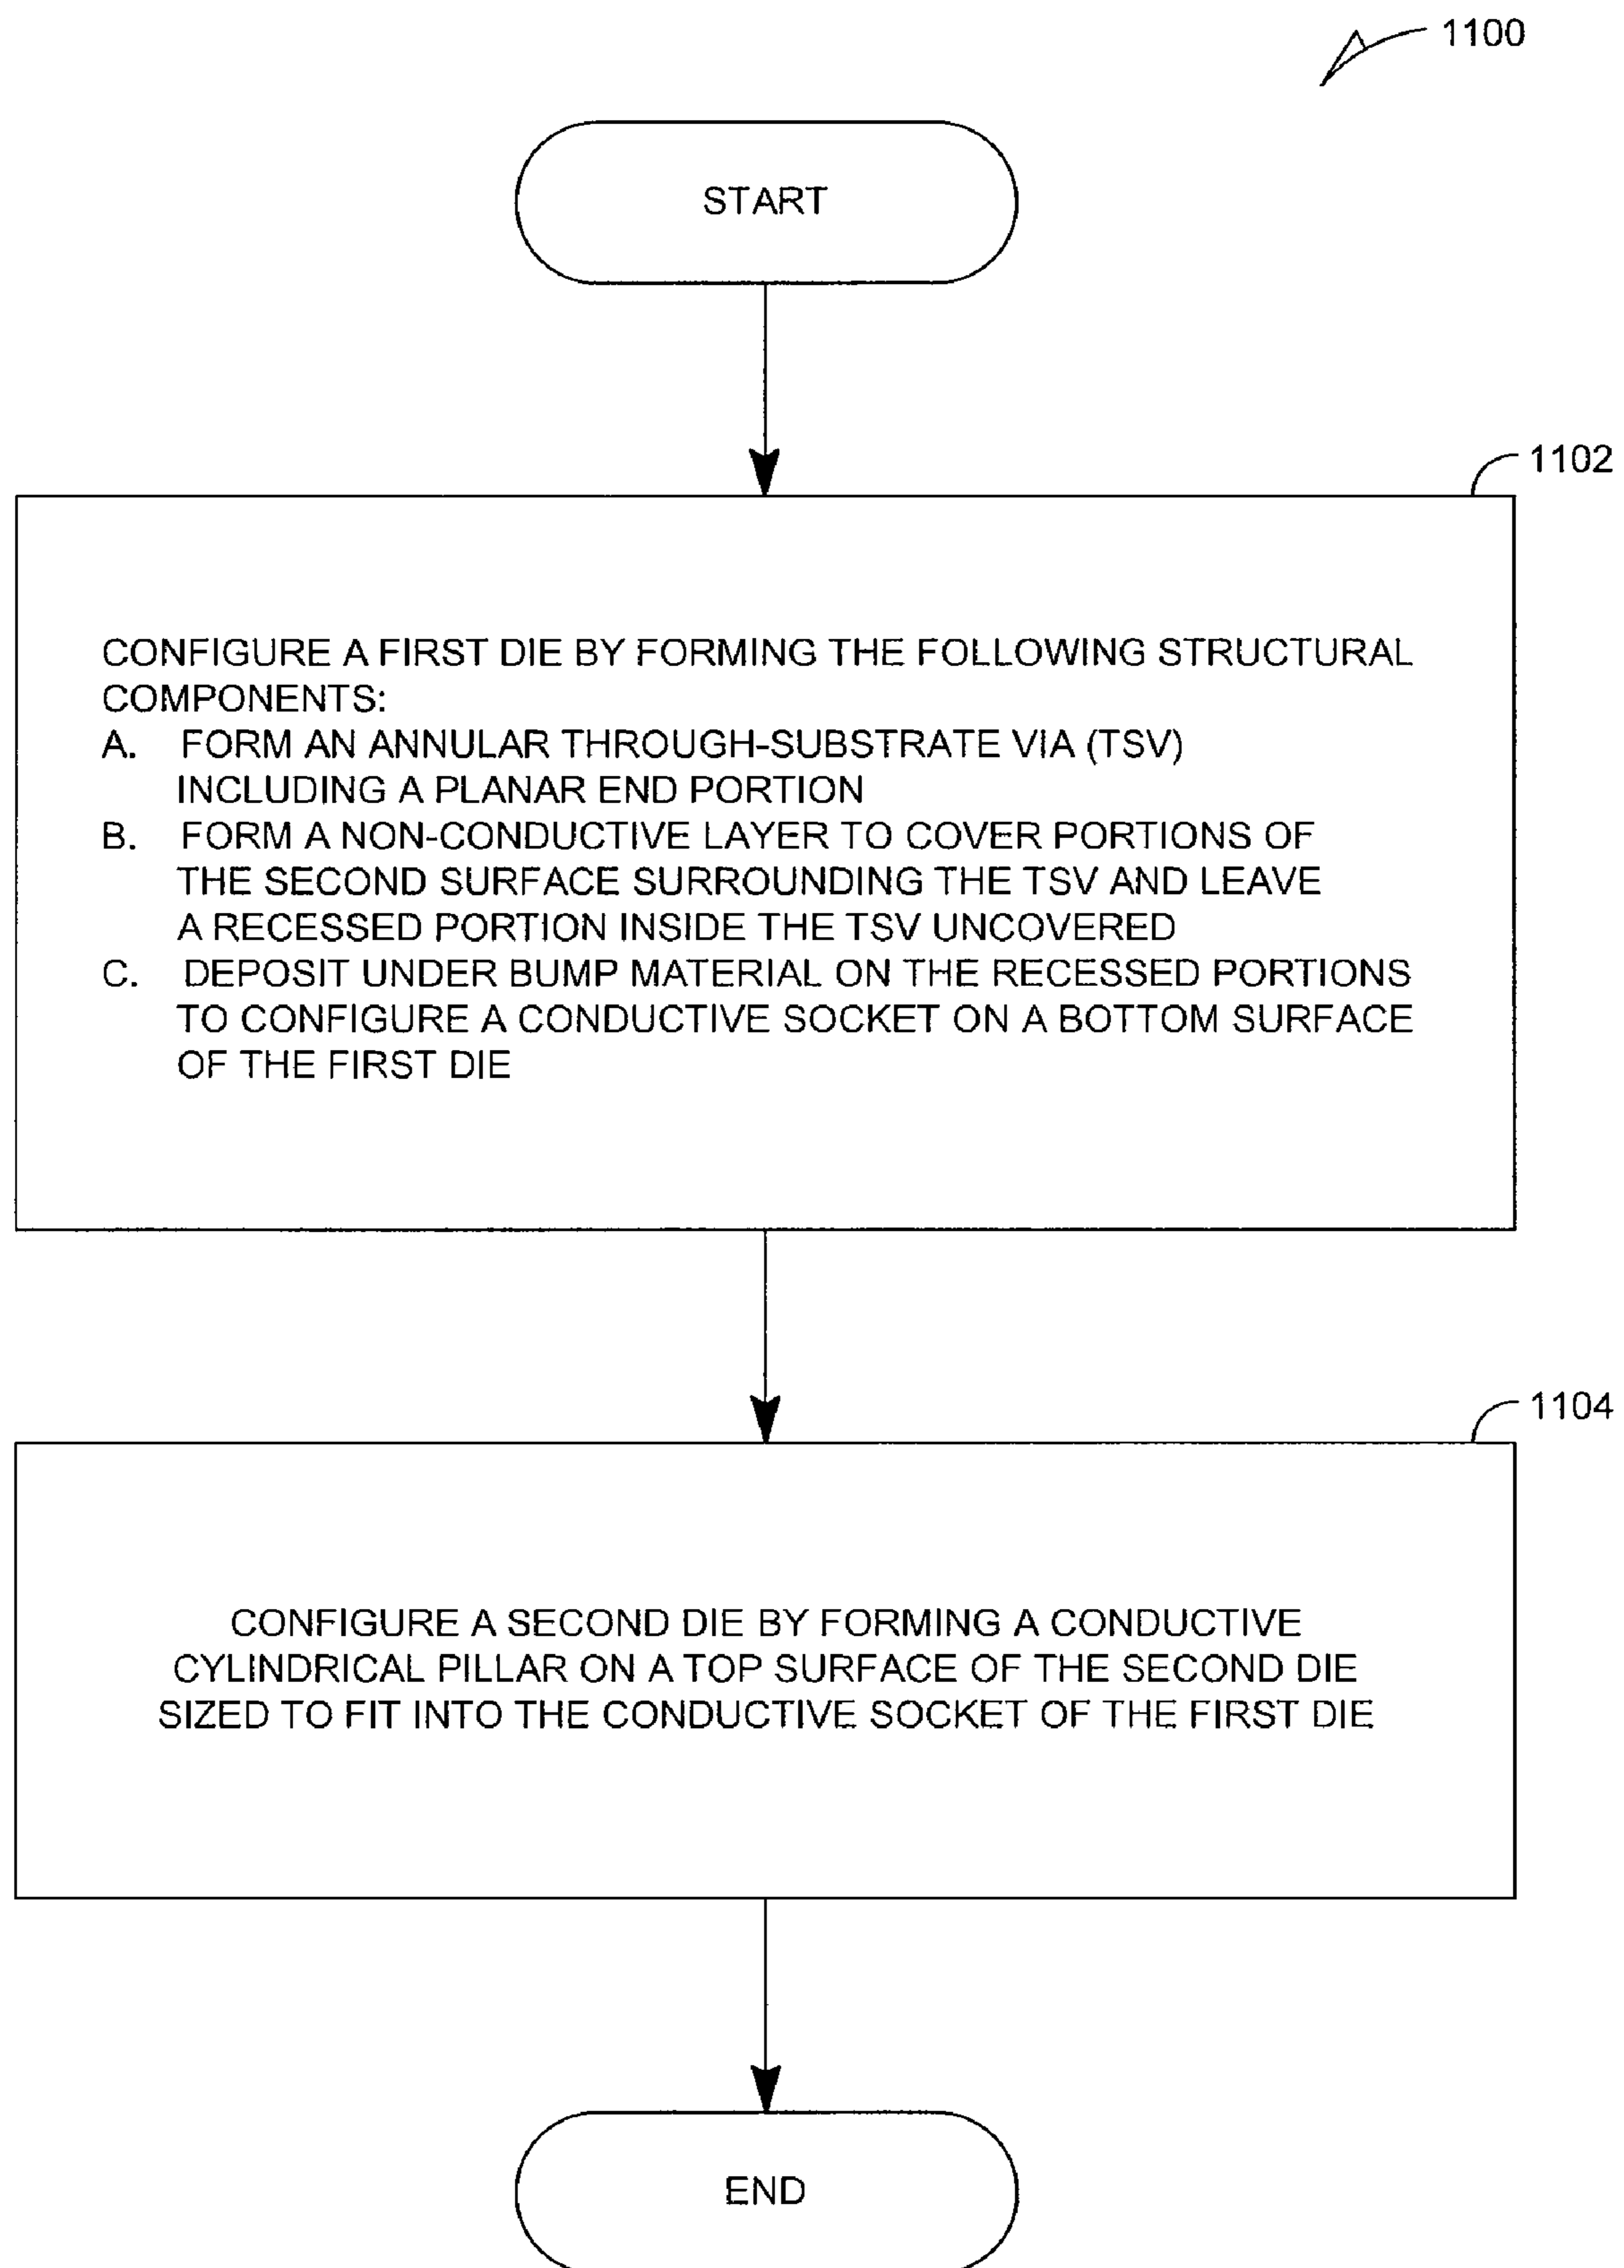 1100
START
1102
CONFIGURE A FIRST DIE BY FORMING THE FOLLOWING STRUCTURAL
COMPONENTS:
A. FORM AN ANNULAR THROUGH-SUBSTRATE VIA (TSV)
INCLUDING A PLANAR END PORTION
B. FORM A NON-CONDUCTIVE LAYER TO COVER PORTIONS OF
THE SECOND SURFACE SURROUNDING THE TSV AND LEAVE
A RECESSED PORTION INSIDE THE TSV UNCOVERED
C. DEPOSIT UNDER BUMP MATERIAL ON THE RECESSED PORTIONS
TO CONFIGURE A CONDUCTIVE SOCKET ON A BOTTOM SURFACE
OF THE FIRST DIE
1104
CONFIGURE A SECOND DIE BY FORMING A CONDUCTIVE
CYLINDRICAL PILLAR ON A TOP SURFACE OF THE SECOND DIE
SIZED TO FIT INTO THE CONDUCTIVE SOCKET OF THE FIRST DIE
END